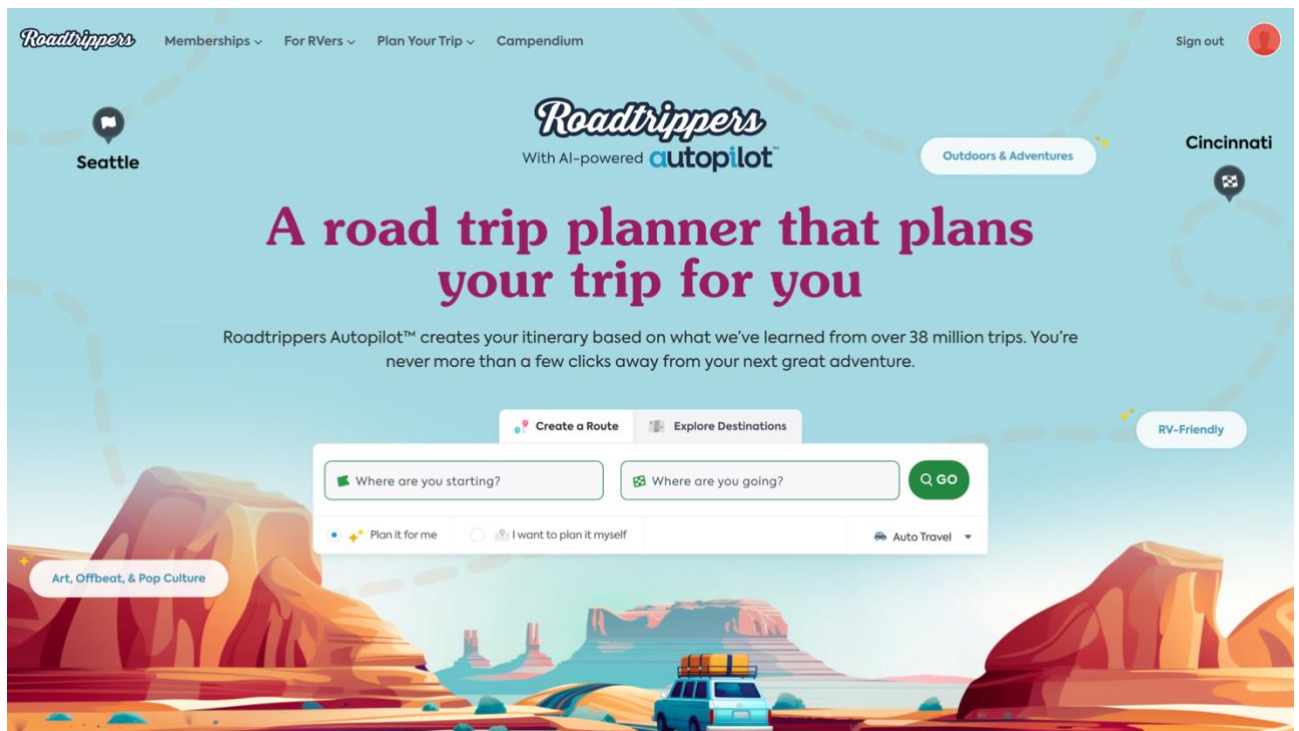 Roadtrippers Memberships For RVers Plan Your Trip Campendium Sign out
Roadtrippers
With AI-powered autopilot™
Seattle
Outdoors & Adventures
Cincinnati
A road trip planner that plans
your trip for you
Roadtrippers Autopilot™ creates your itinerary based on what we’ve learned from over 38 million trips. You’re
never more than a few clicks away from your next great adventure.
Create a Route Explore Destinations
RV-Friendly
Where are you starting? Where are you going? GO
Plan it for me I want to plan it myself Auto Travel
Art, Offbeat, & Pop Culture